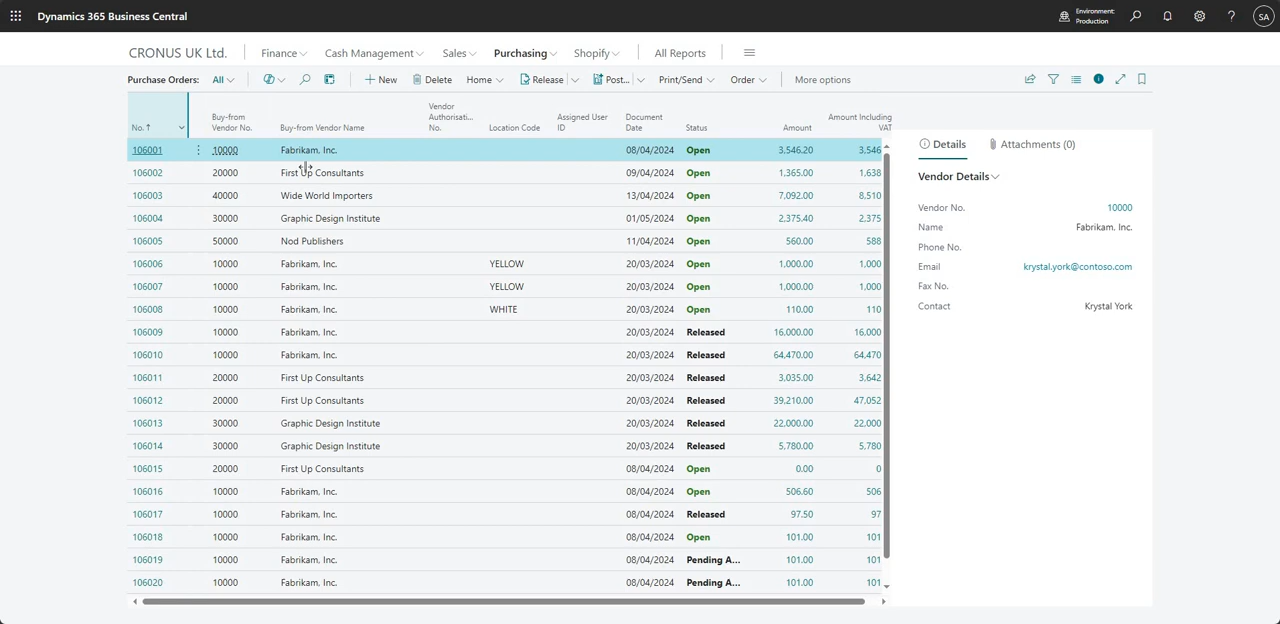 Dynamics 365 Business Central
Environment:
Production
SA
CRONUS UK Ltd.
Finance
Cash Management
Sales
Purchasing
Shopify
All Reports
Purchase Orders:
All
New
Delete
Home
Release
Post...
Print/Send
Order
More options
No. ↑
Buy-from Vendor No.
Buy-from Vendor Name
Vendor Authorisati... No.
Location Code
Assigned User ID
Document Date
Status
Amount
Amount Including VAT
106001 10000 Fabrikam, Inc. 08/04/2024 Open 3,546.20 3,546
106002 20000 First Up Consultants 09/04/2024 Open 1,365.00 1,638
106003 40000 Wide World Importers 13/04/2024 Open 7,092.00 8,510
106004 30000 Graphic Design Institute 01/05/2024 Open 2,375.40 2,375
106005 50000 Nod Publishers 11/04/2024 Open 560.00 588
106006 10000 Fabrikam, Inc. YELLOW 20/03/2024 Open 1,000.00 1,000
106007 10000 Fabrikam, Inc. YELLOW 20/03/2024 Open 1,000.00 1,000
106008 10000 Fabrikam, Inc. WHITE 20/03/2024 Open 110.00 110
106009 10000 Fabrikam, Inc. 20/03/2024 Released 16,000.00 16,000
106010 10000 Fabrikam, Inc. 20/03/2024 Released 64,470.00 64,470
106011 20000 First Up Consultants 20/03/2024 Released 3,035.00 3,642
106012 20000 First Up Consultants 20/03/2024 Released 39,210.00 47,052
106013 30000 Graphic Design Institute 20/03/2024 Released 22,000.00 22,000
106014 30000 Graphic Design Institute 20/03/2024 Released 5,780.00 5,780
106015 20000 First Up Consultants 08/04/2024 Open 0.00 0
106016 10000 Fabrikam, Inc. 08/04/2024 Open 506.60 506
106017 10000 Fabrikam, Inc. 08/04/2024 Released 97.50 97
106018 10000 Fabrikam, Inc. 08/04/2024 Open 101.00 101
106019 10000 Fabrikam, Inc. 08/04/2024 Pending A... 101.00 101
106020 10000 Fabrikam, Inc. 08/04/2024 Pending A... 101.00 101
Details
Attachments (0)
Vendor Details
Vendor No. 10000
Name Fabrikam, Inc.
Phone No.
Email krystal.york@contoso.com
Fax No.
Contact Krystal York